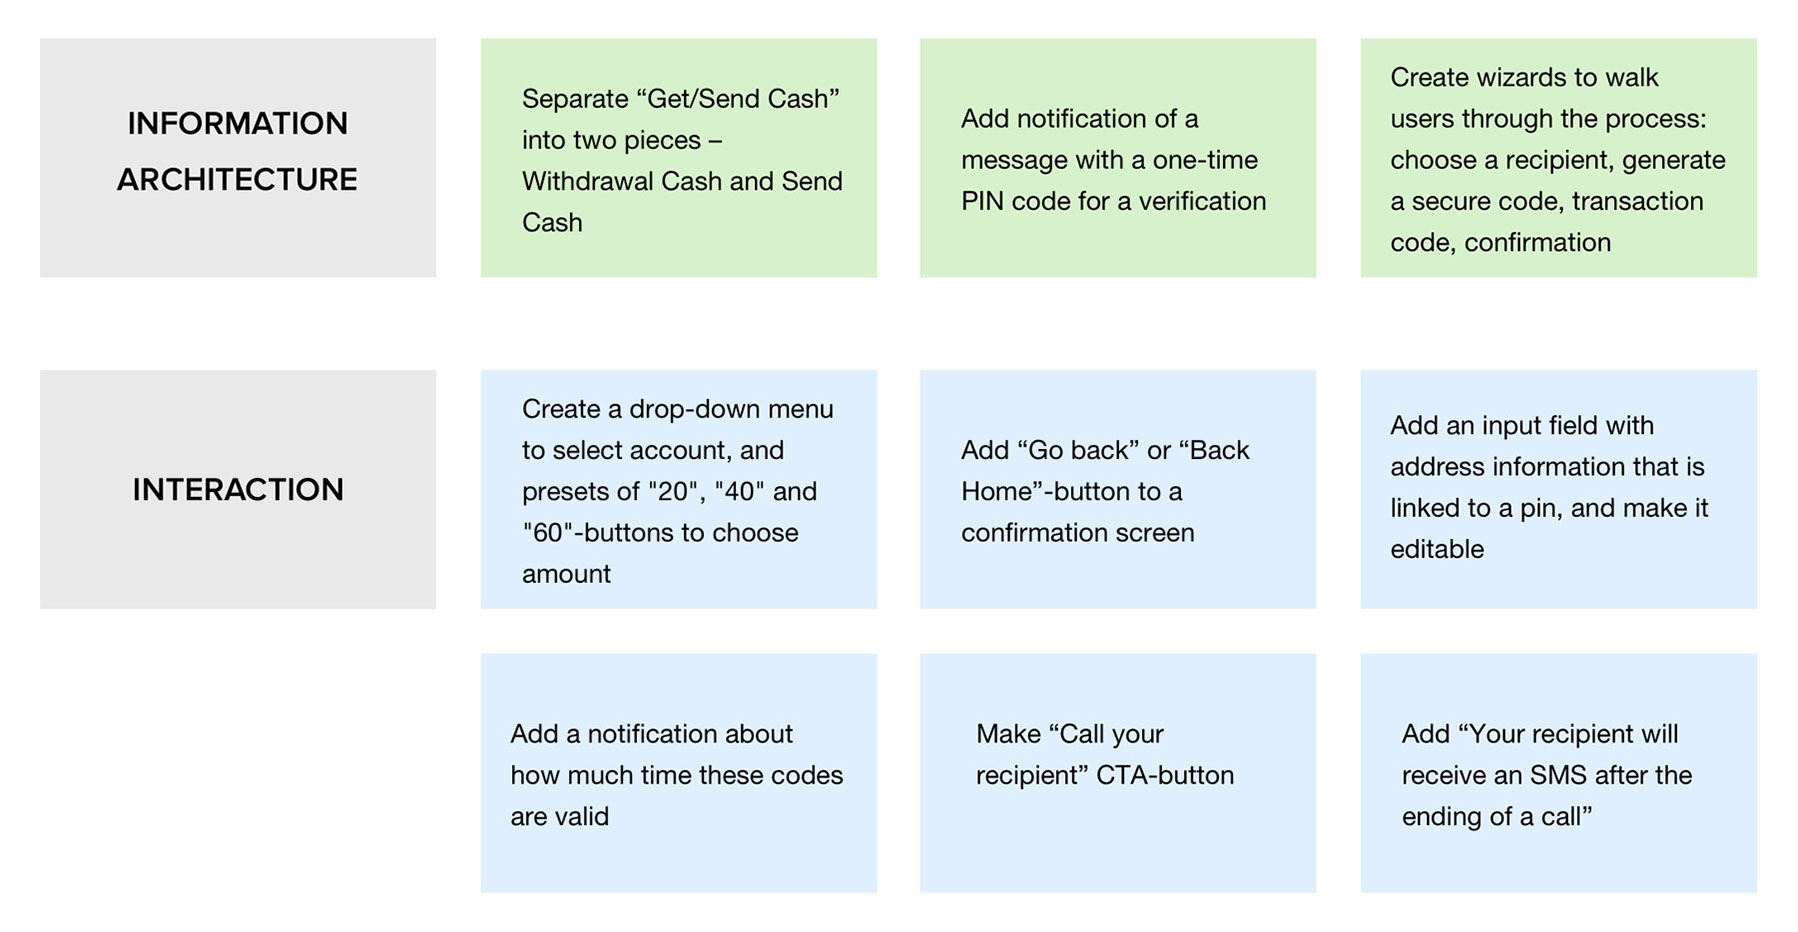 INFORMATION
ARCHITECTURE
Separate “Get/Send Cash”
into two pieces –
Withdrawal Cash and Send
Cash
Add notification of a
message with a one-time
PIN code for a verification
Create wizards to walk
users through the process:
choose a recipient, generate
a secure code, transaction
code, confirmation
INTERACTION
Create a drop-down menu
to select account, and
presets of "20", "40" and
"60"-buttons to choose
amount
Add “Go back” or “Back
Home”-button to a
confirmation screen
Add an input field with
address information that is
linked to a pin, and make it
editable
Add a notification about
how much time these codes
are valid
Make “Call your
recipient” CTA-button
Add “Your recipient will
receive an SMS after the
ending of a call”